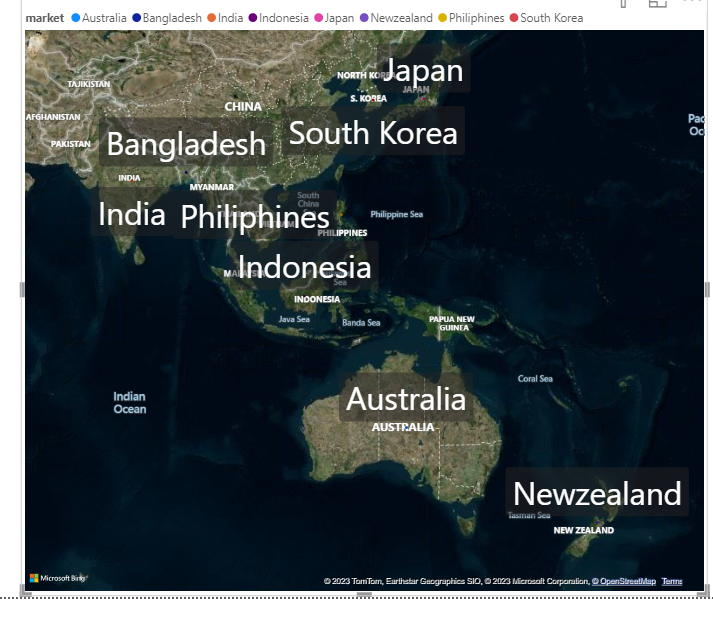 market Australia Bangladesh India Indonesia Japan Newzealand Philiphines South Korea
Japan
NORTH KOREA
JAPAN
TAJIKISTAN
S. KOREA
CHINA
AFGHANISTAN
South Korea
Bangladesh
PAKISTAN
INDIA
MYANMAR
South
China
India
Philiphines
Philippine Sea
PHILIPPINES
Indonesia
MALAYSIA
Sea
INDONESIA
Java Sea
Banda Sea
PAPUA NEW
GUINEA
Coral Sea
Indian
Ocean
Australia
AUSTRALIA
Newzealand
Tasman Sea
NEW ZEALAND
Microsoft Bing
© 2023 TomTom, Earthstar Geographics SIO, © 2023 Microsoft Corporation, © OpenStreetMap Terms